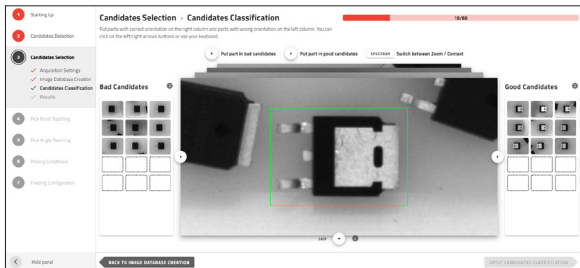 1 Starting Up
2 Candidates Detection
3 Candidates Selection
Acquisition Settings
Image Database Creation
Candidates Classification
Results
4 Pick Point Teaching
5 Pick Angle Teaching
6 Picking Conditions
7 Finishing Configuration
Hide panel
Candidates Selection › Candidates Classification
18/88
Put parts with correct orientation on the right column and parts with wrong orientation on the left column. You can
click on the left/right arrows buttons or use your keyboard.
Put part in bad candidates
Put part in good candidates
SPACEBAR Switch between Zoom / Context
Bad Candidates
Good Candidates
SKIP
BACK TO IMAGE DATABASE CREATION
APPLY CANDIDATES CLASSIFICATION